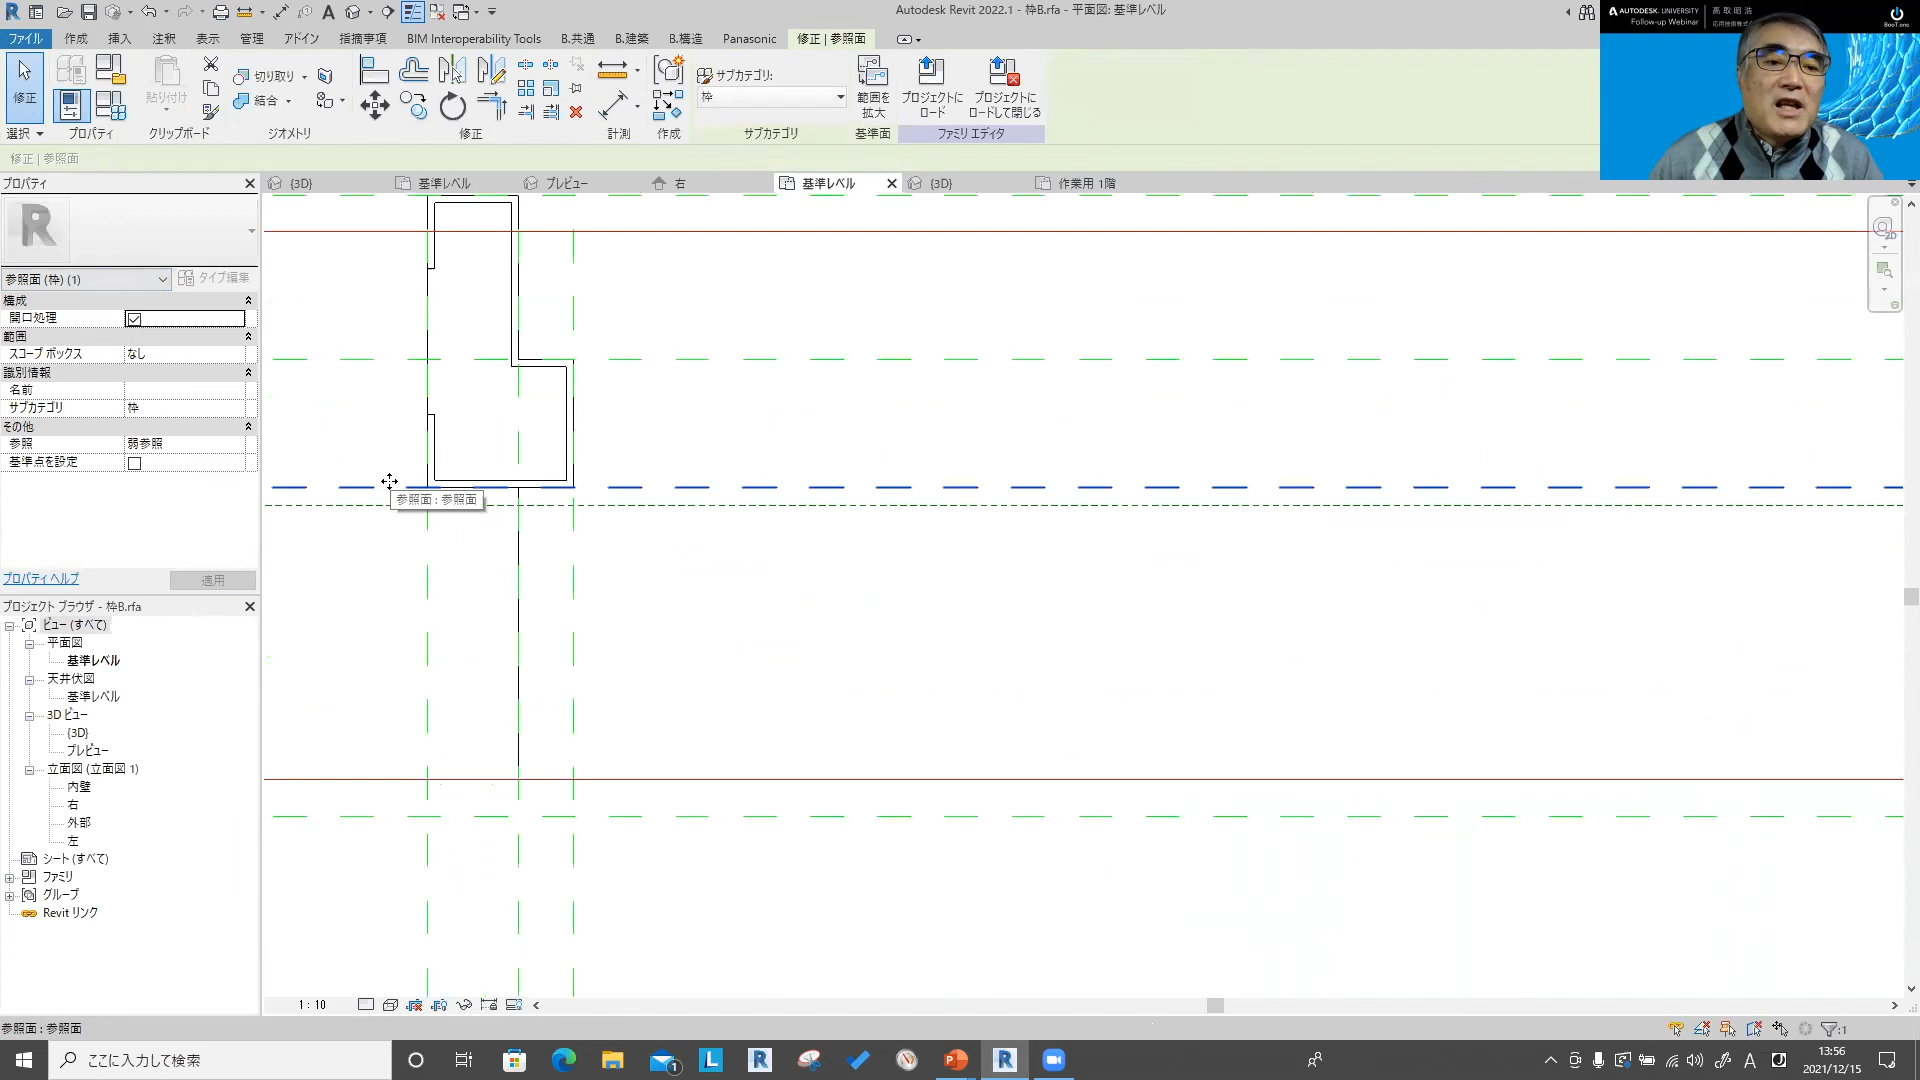 Autodesk Revit 2022.1 - 枠B.rfa - 平面図: 基準レベル
AUTODESK. UNIVERSITY
Follow-up Webinar
高 取 昭 浩
BooT.one
ファイル 作成 挿入 注釈 表示 管理 アドイン 指摘事項 BIM Interoperability Tools B.共通 B.建築 B.構造 Panasonic 修正 | 参照面
修正
貼り付け
切り取り
結合
サブカテゴリ:
枠
範囲を
拡大
プロジェクトに
ロード
プロジェクトに
ロードして閉じる
選択 プロパティ クリップボード ジオメトリ 修正 計測 作成 サブカテゴリ 基準面 ファミリ エディタ
修正 | 参照面
プロパティ
{3D} 基準レベル プレビュー 右 基準レベル {3D} 作業用 1階
R
参照面 (枠) (1)
タイプ編集
構成
開口処理
範囲
スコープ ボックス なし
識別情報
名前
サブカテゴリ 枠
その他
参照 弱参照
基準点を設定
プロパティ ヘルプ
適用
参照面 : 参照面
2D
プロジェクト ブラウザ - 枠B.rfa
ビュー (すべて)
平面図
基準レベル
天井伏図
基準レベル
3D ビュー
{3D}
プレビュー
立面図 (立面図 1)
内壁
右
外部
左
シート (すべて)
ファミリ
グループ
Revit リンク
1 : 10
参照面 : 参照面
:1
ここに入力して検索
1
L
R
P
R
A
13:56
2021/12/15